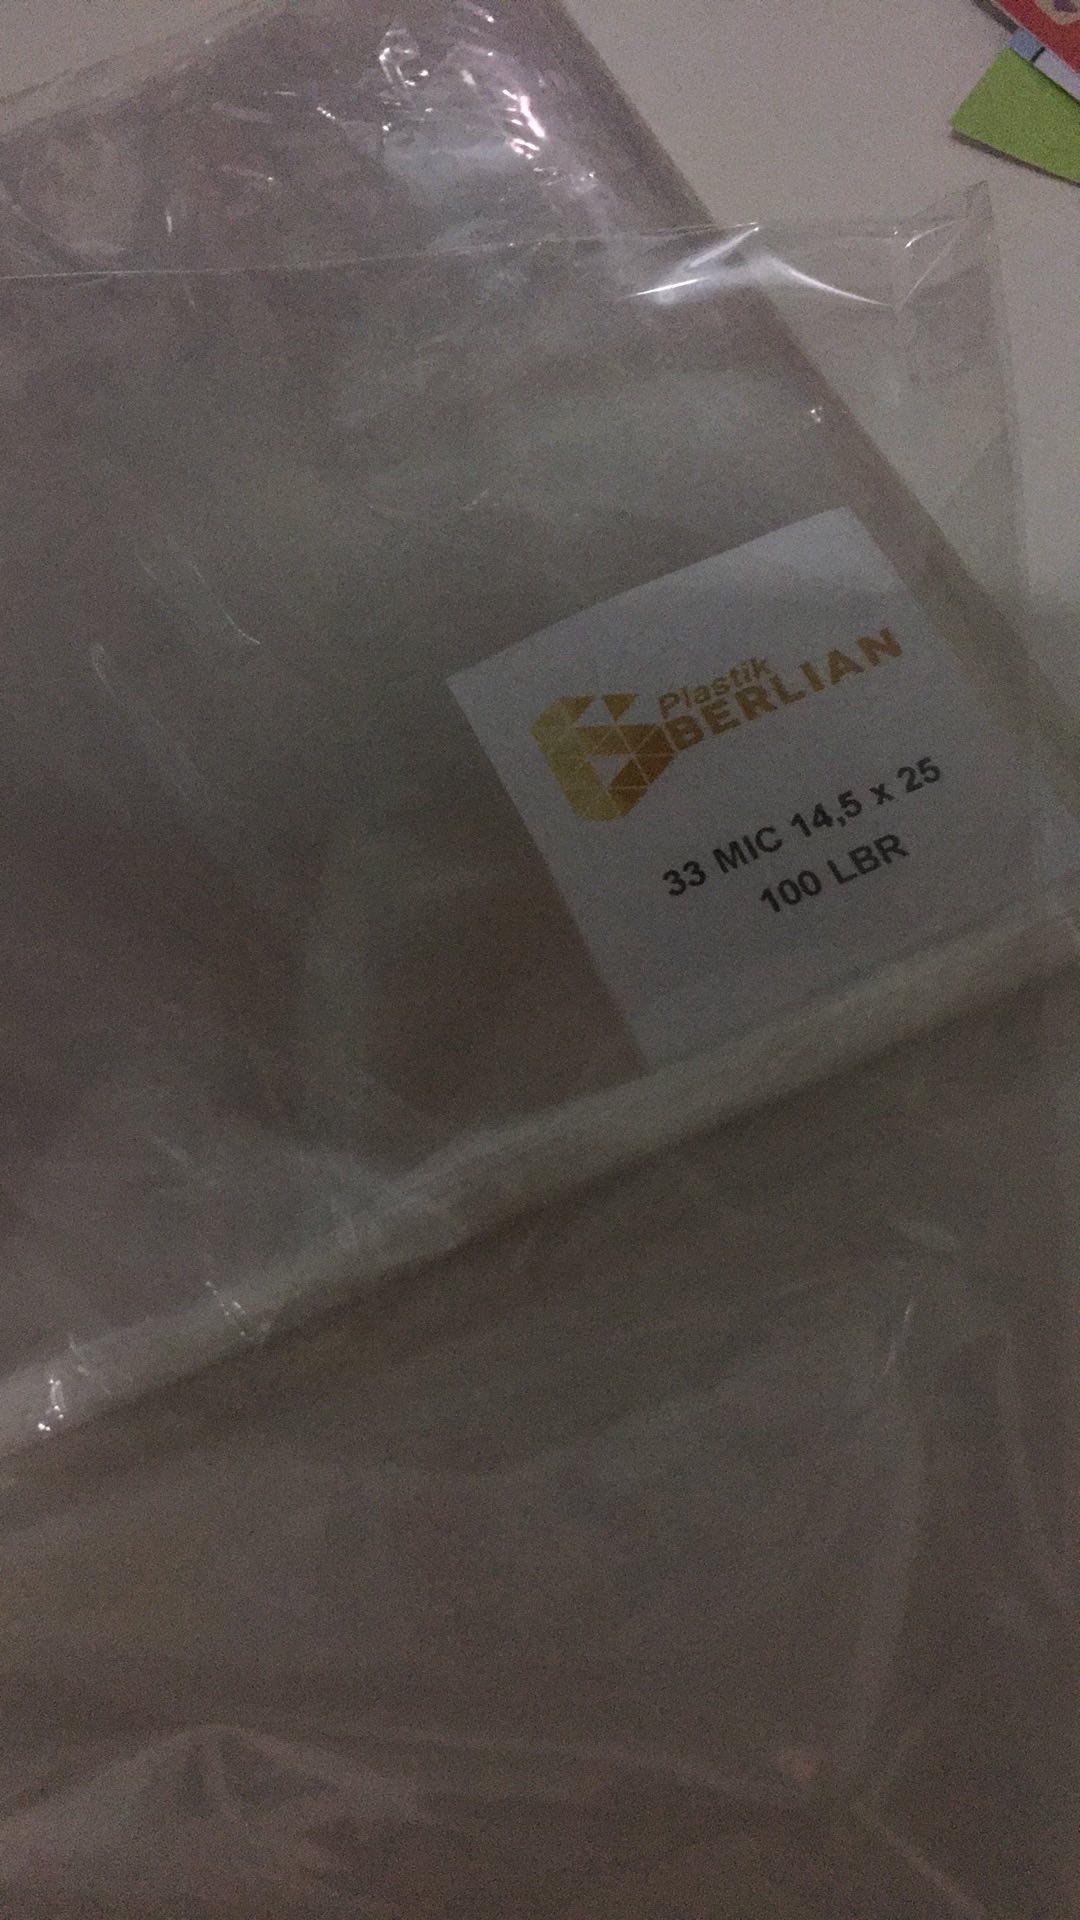 Plastik
BERLIAN
33 MIC 14,5 x 25
100 LBR